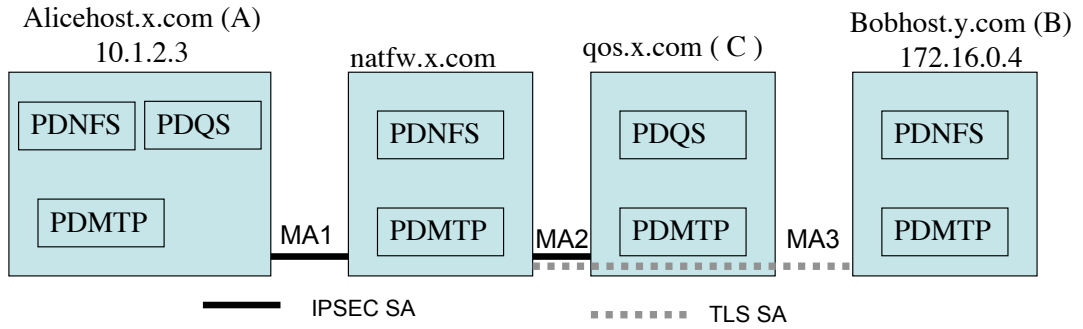 Alicehost.x.com (A)
10.1.2.3
natfw.x.com
qos.x.com ( C )
Bobhost.y.com (B)
172.16.0.4
PDNFS
PDQS
PDMTP
MA1
PDNFS
PDMTP
MA2
PDQS
PDMTP
MA3
PDNFS
PDMTP
IPSEC SA
TLS SA